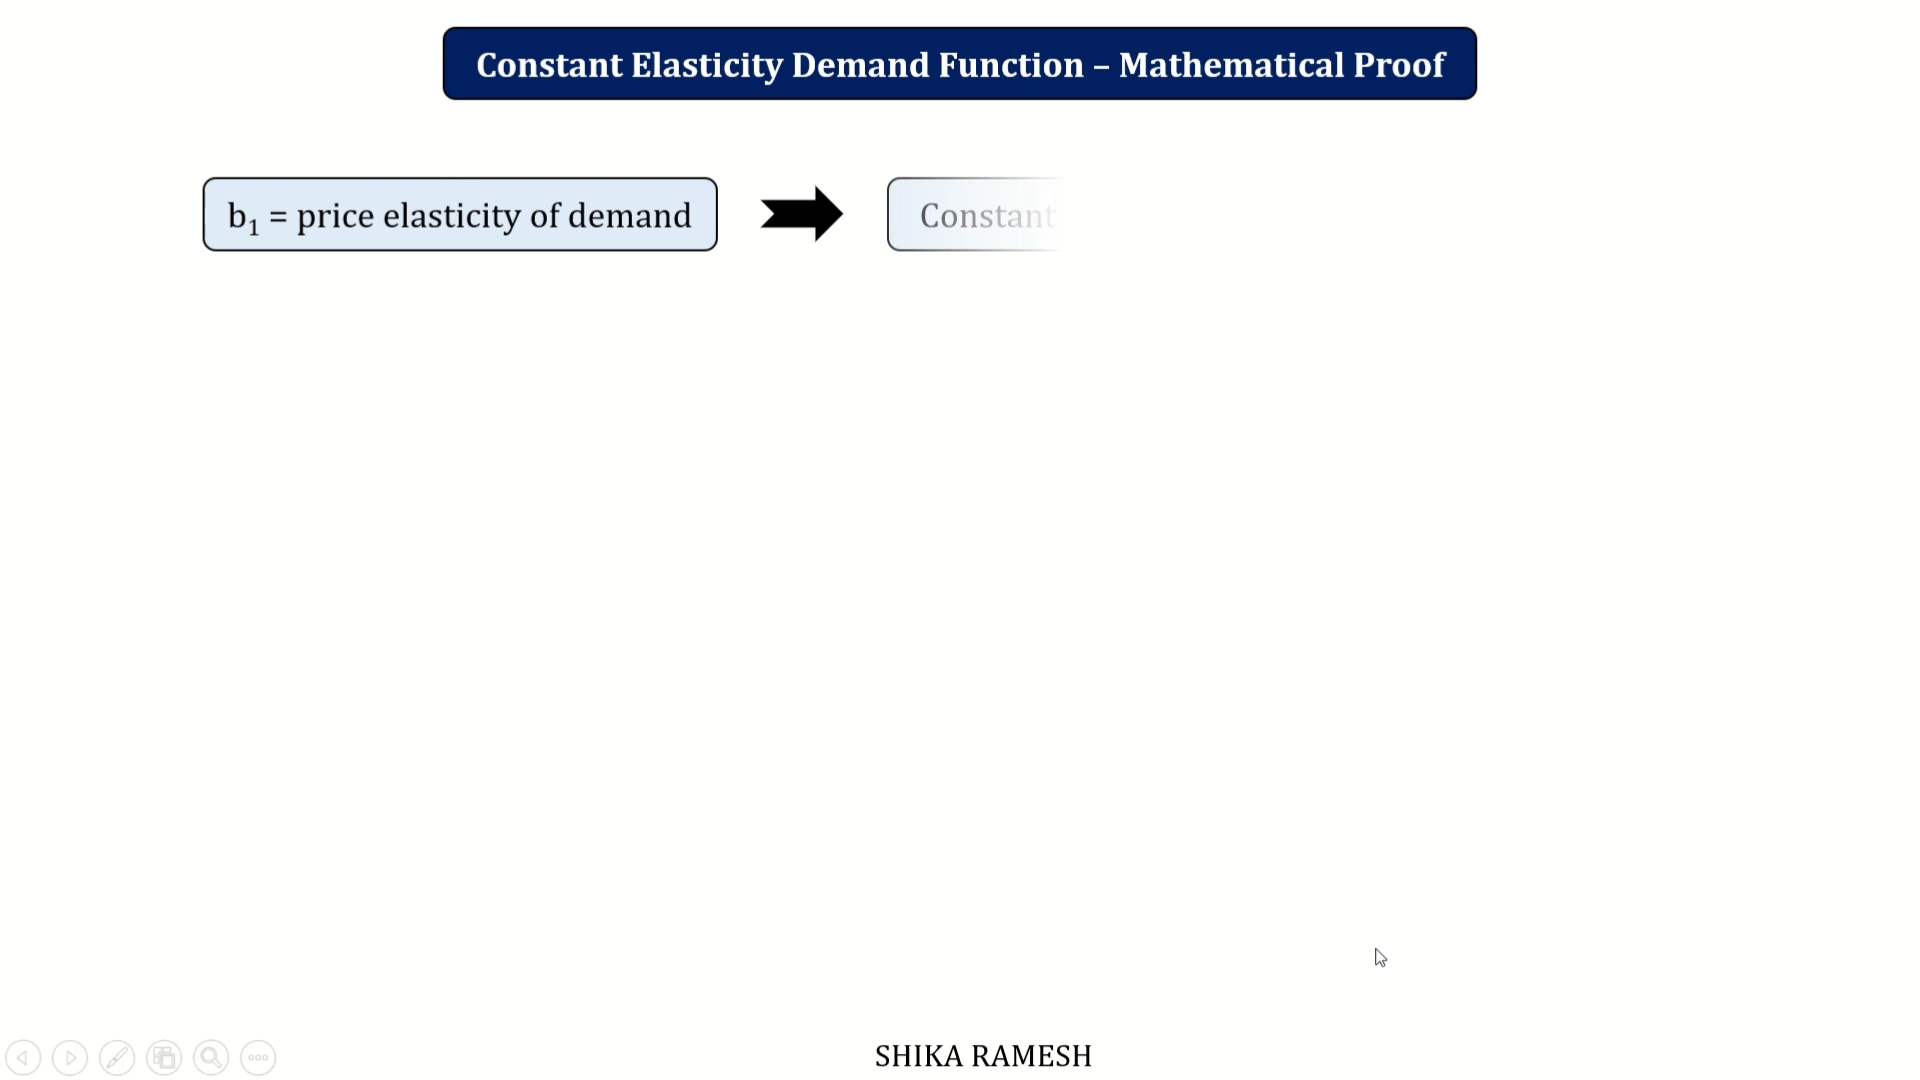 Constant Elasticity Demand Function – Mathematical Proof
b₁ = price elasticity of demand
Constant
SHIKA RAMESH